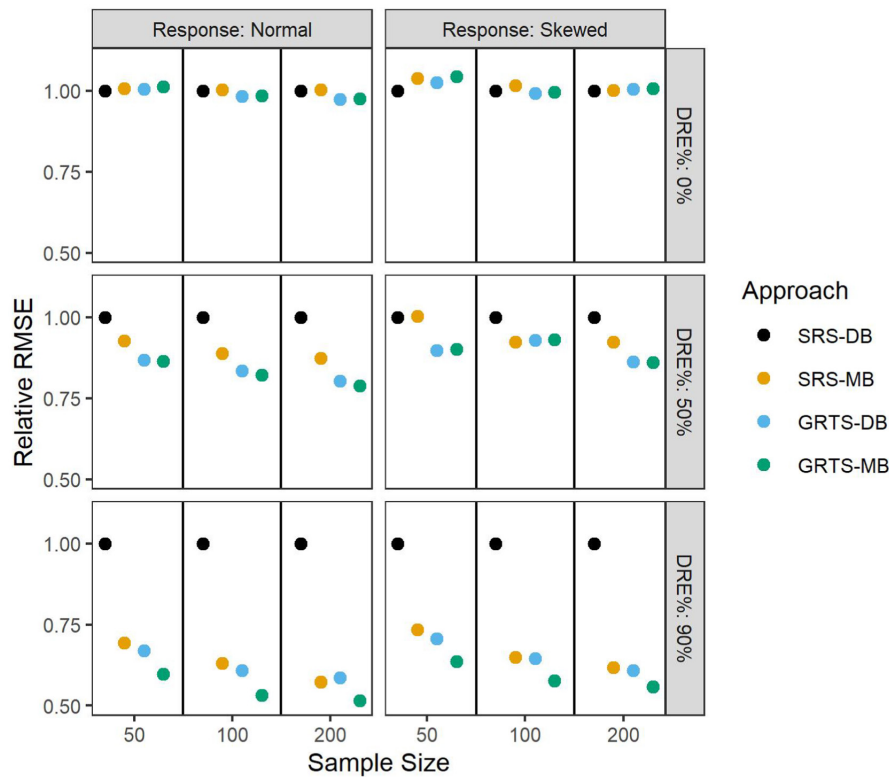 Response: Normal
Response: Skewed
1.00
0.75
0.50
DRE%: 0%
1.00
0.75
0.50
DRE%: 50%
1.00
0.75
0.50
DRE%: 90%
Relative RMSE
50
100
200
50
100
200
Sample Size
Approach
SRS-DB
SRS-MB
GRTS-DB
GRTS-MB